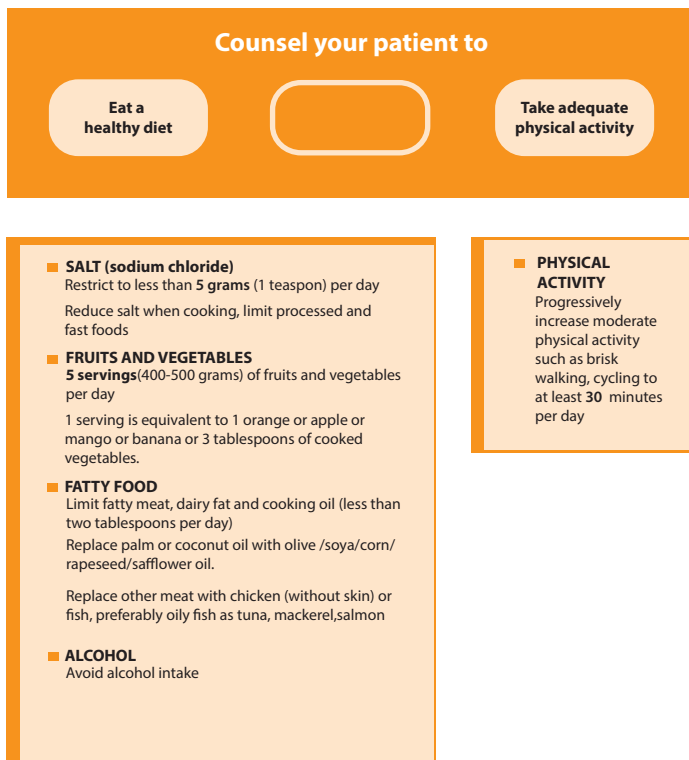 Counsel your patient to
Eat a
healthy diet
Take adequate
physical activity
SALT (sodium chloride)
Restrict to less than 5 grams (1 teaspon) per day
Reduce salt when cooking, limit processed and
fast foods
FRUITS AND VEGETABLES
5 servings(400-500 grams) of fruits and vegetables
per day
1 serving is equivalent to 1 orange or apple or
mango or banana or 3 tablespoons of cooked
vegetables.
FATTY FOOD
Limit fatty meat, dairy fat and cooking oil (less than
two tablespoons per day)
Replace palm or coconut oil with olive /soya/corn/
rapeseed/safflower oil.
Replace other meat with chicken (without skin) or
fish, preferably oily fish as tuna, mackerel,salmon
ALCOHOL
Avoid alcohol intake
PHYSICAL
ACTIVITY
Progressively
increase moderate
physical activity
such as brisk
walking, cycling to
at least 30 minutes
per day